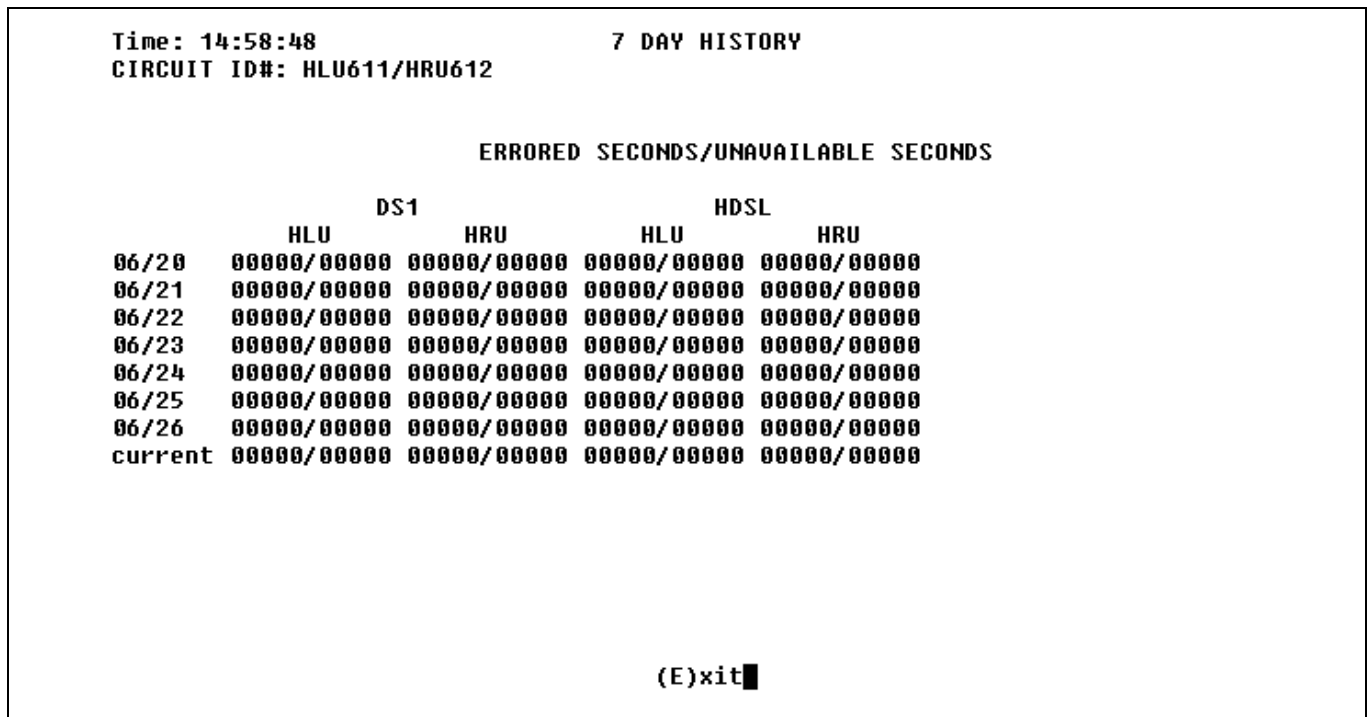 Time: 14:58:48 7 DAY HISTORY
CIRCUIT ID#: HLU611/HRU612
ERRORED SECONDS/UNAVAILABLE SECONDS
DS1 HDSL
HLU HRU HLU HRU
06/20 00000/00000 00000/00000 00000/00000 00000/00000
06/21 00000/00000 00000/00000 00000/00000 00000/00000
06/22 00000/00000 00000/00000 00000/00000 00000/00000
06/23 00000/00000 00000/00000 00000/00000 00000/00000
06/24 00000/00000 00000/00000 00000/00000 00000/00000
06/25 00000/00000 00000/00000 00000/00000 00000/00000
06/26 00000/00000 00000/00000 00000/00000 00000/00000
current 00000/00000 00000/00000 00000/00000 00000/00000
(E)xit